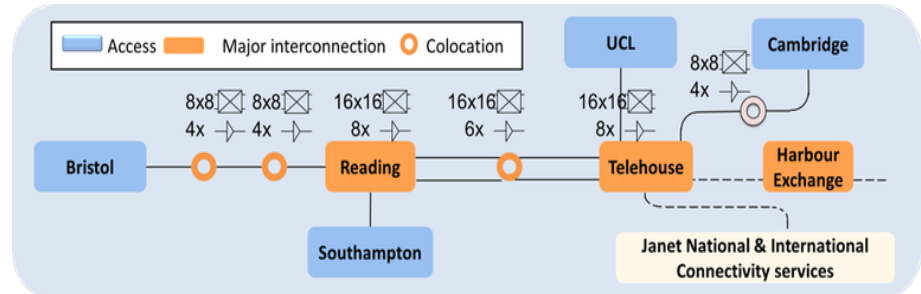 Access Major interconnection Colocation
UCL
Cambridge
8x8
4x
8x8
4x
8x8
4x
16x16
8x
16x16
6x
16x16
8x
Bristol
Reading
Telehouse
Harbour
Exchange
Southampton
Janet National & International
Connectivity services